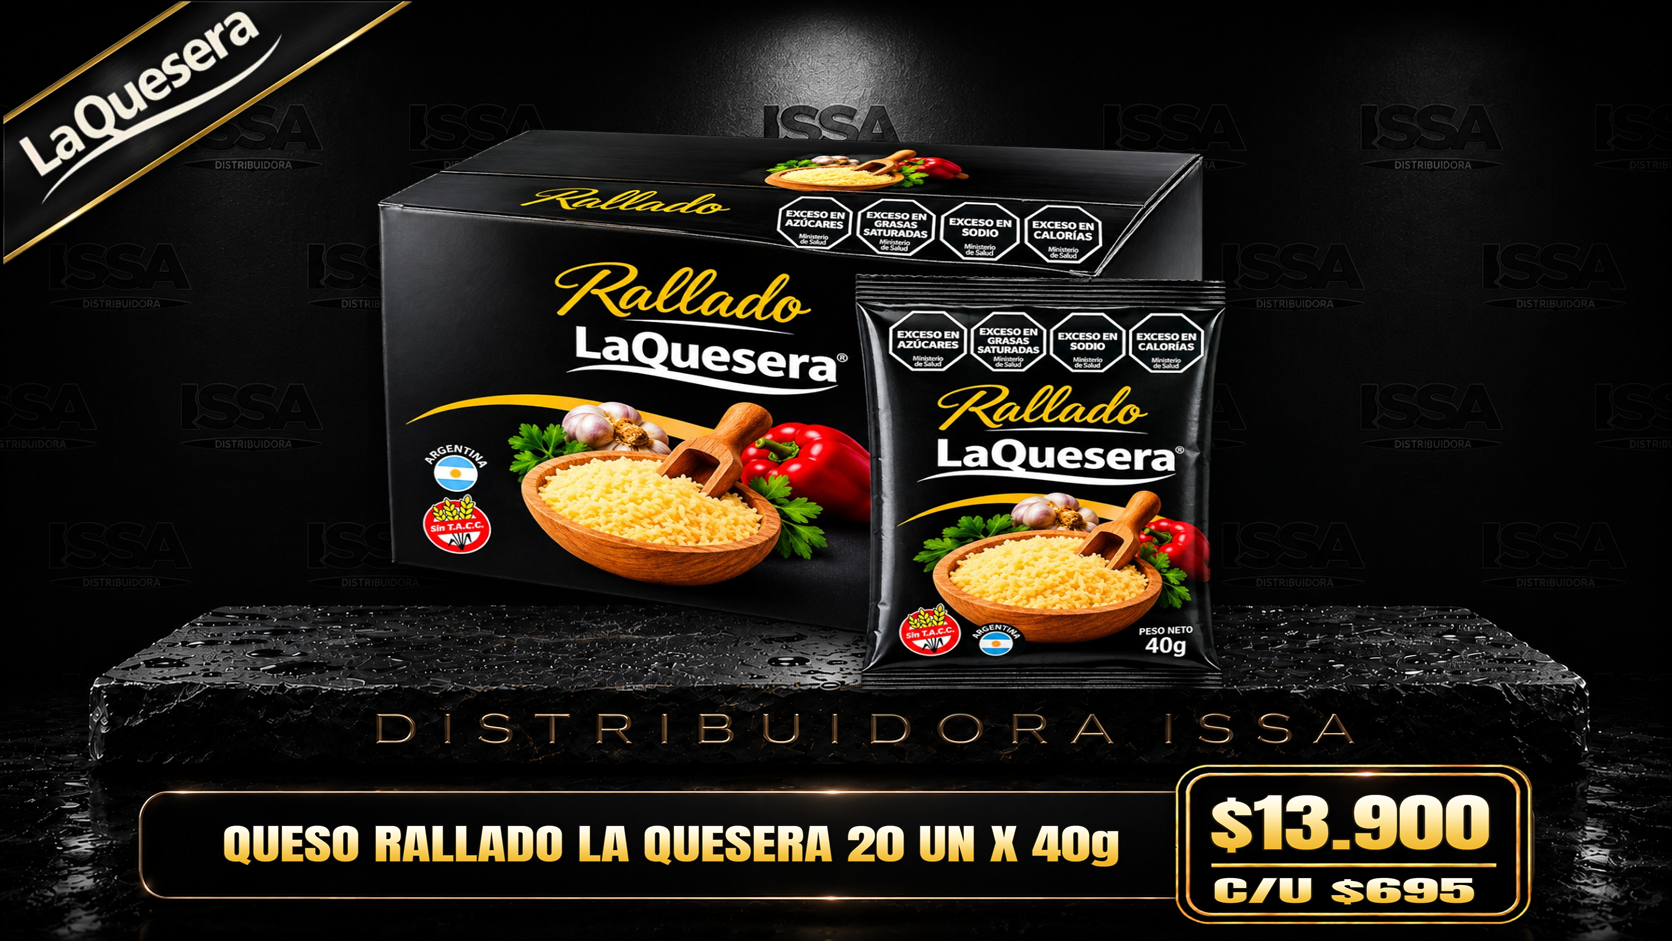 LaQuesera
ISSA
DISTRIBUIDORA
Rallado
EXCESO EN AZÚCARES
Ministerio de Salud
EXCESO EN GRASAS SATURADAS
Ministerio de Salud
EXCESO EN SODIO
Ministerio de Salud
EXCESO EN CALORÍAS
Ministerio de Salud
Rallado
LaQuesera®
ARGENTINA
Sin T.A.C.C.
EXCESO EN AZÚCARES
Ministerio de Salud
EXCESO EN GRASAS SATURADAS
Ministerio de Salud
EXCESO EN SODIO
Ministerio de Salud
EXCESO EN CALORÍAS
Ministerio de Salud
Rallado
LaQuesera®
Sin T.A.C.C.
ARGENTINA
PESO NETO
40g
DISTRIBUIDORA ISSA
QUESO RALLADO LA QUESERA 20 UN X 40g
$13.900
C/U $695